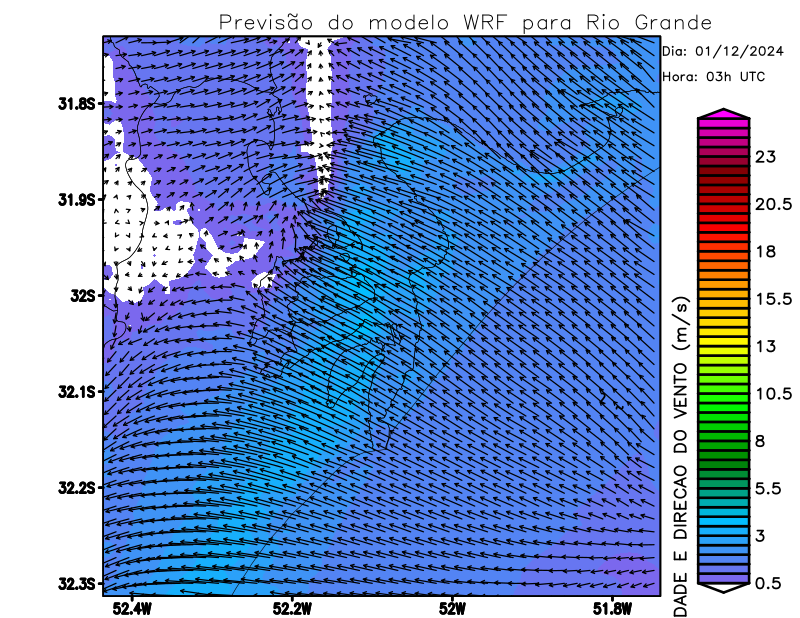 Previsão do modelo WRF para Rio Grande
Dia: 01/12/2024
Hora: 03h UTC
31.8S
31.9S
32S
32.1S
32.2S
32.3S
52.4W
52.2W
52W
51.8W
23
20.5
18
15.5
13
10.5
8
5.5
3
0.5
DADE E DIRECAO DO VENTO (m/s)